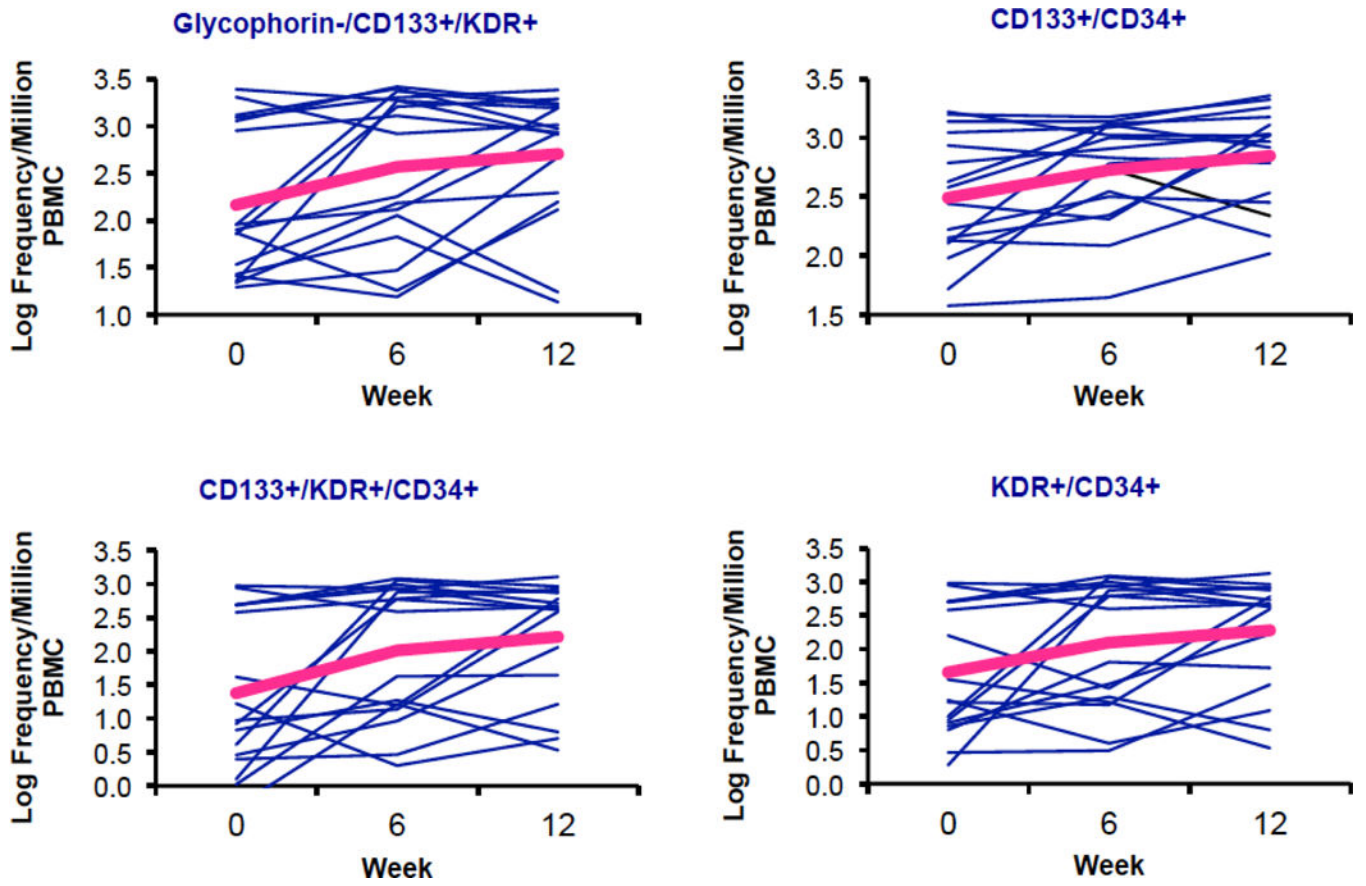 Glycophorin-/CD133+/KDR+
Log Frequency/Million
PBMC
3.5
3.0
2.5
2.0
1.5
1.0
0 6 12
Week
CD133+/CD34+
Log Frequency/Million
PBMC
3.5
3.0
2.5
2.0
1.5
0 6 12
Week
CD133+/KDR+/CD34+
Log Frequency/Million
PBMC
3.5
3.0
2.5
2.0
1.5
1.0
0.5
0.0
0 6 12
Week
KDR+/CD34+
Log Frequency/Million
PBMC
3.5
3.0
2.5
2.0
1.5
1.0
0.5
0.0
0 6 12
Week